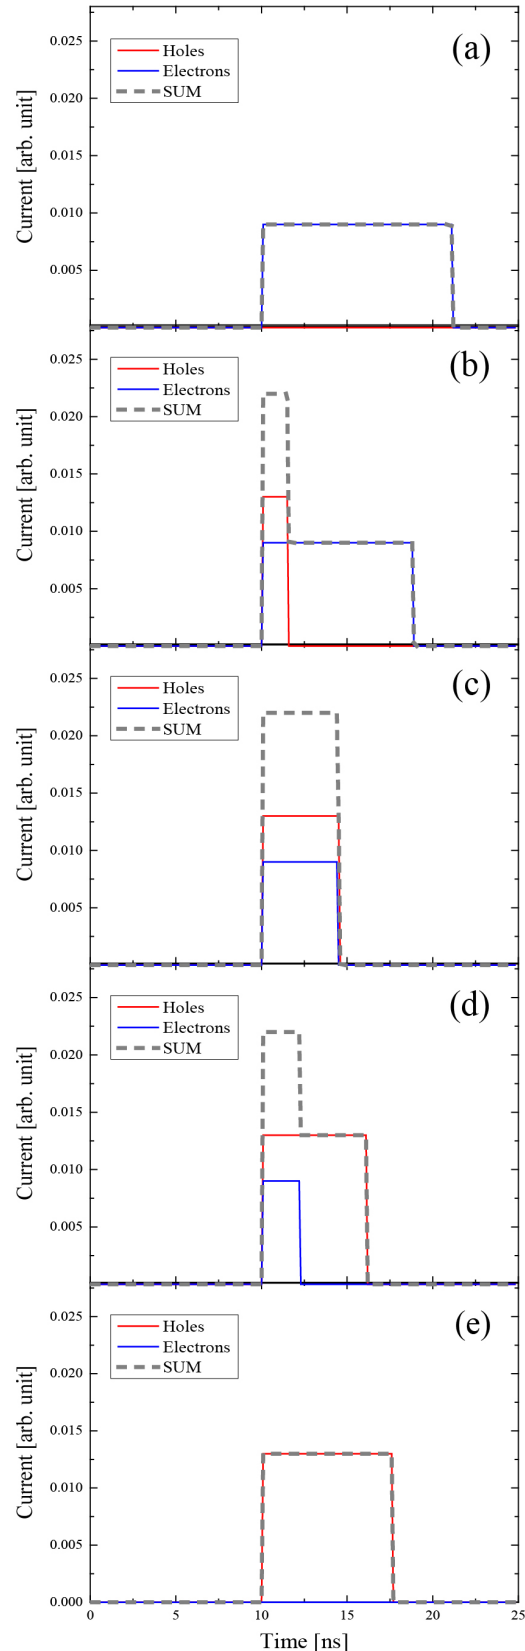 (a)
Holes
Electrons
SUM
0.025
0.020
0.015
0.010
0.005
Current [arb. unit]
(b)
Holes
Electrons
SUM
0.025
0.020
0.015
0.010
0.005
Current [arb. unit]
(c)
Holes
Electrons
SUM
0.025
0.020
0.015
0.010
0.005
Current [arb. unit]
(d)
Holes
Electrons
SUM
0.025
0.020
0.015
0.010
0.005
Current [arb. unit]
(e)
Holes
Electrons
SUM
0.025
0.020
0.015
0.010
0.005
0.000
Current [arb. unit]
0 5 10 15 20 25
Time [ns]